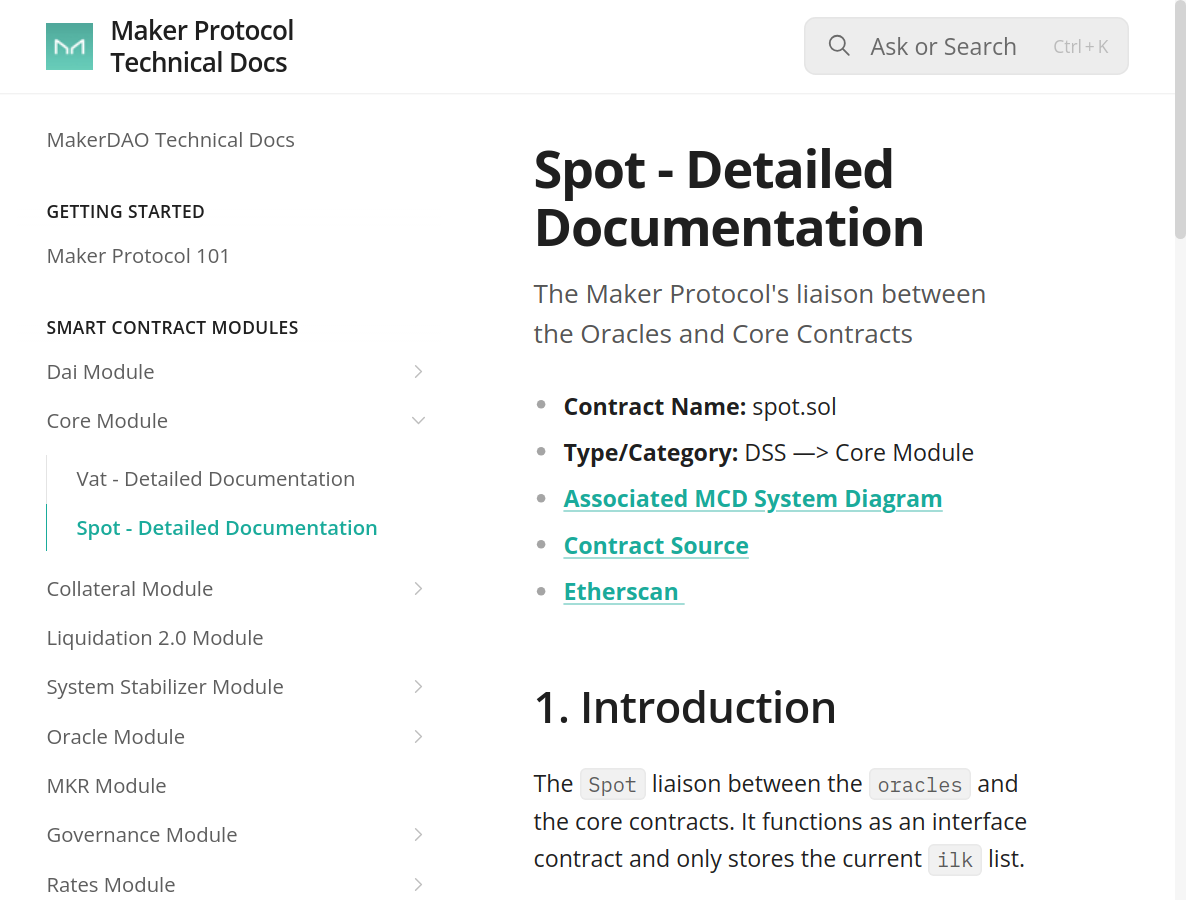 Maker Protocol
Technical Docs
Ask or Search
Ctrl + K
MakerDAO Technical Docs
GETTING STARTED
Maker Protocol 101
SMART CONTRACT MODULES
Dai Module
Core Module
Vat - Detailed Documentation
Spot - Detailed Documentation
Collateral Module
Liquidation 2.0 Module
System Stabilizer Module
Oracle Module
MKR Module
Governance Module
Rates Module
Spot - Detailed
Documentation
The Maker Protocol's liaison between
the Oracles and Core Contracts
Contract Name: spot.sol
Type/Category: DSS —> Core Module
Associated MCD System Diagram
Contract Source
Etherscan
1. Introduction
The Spot liaison between the oracles and
the core contracts. It functions as an interface
contract and only stores the current ilk list.